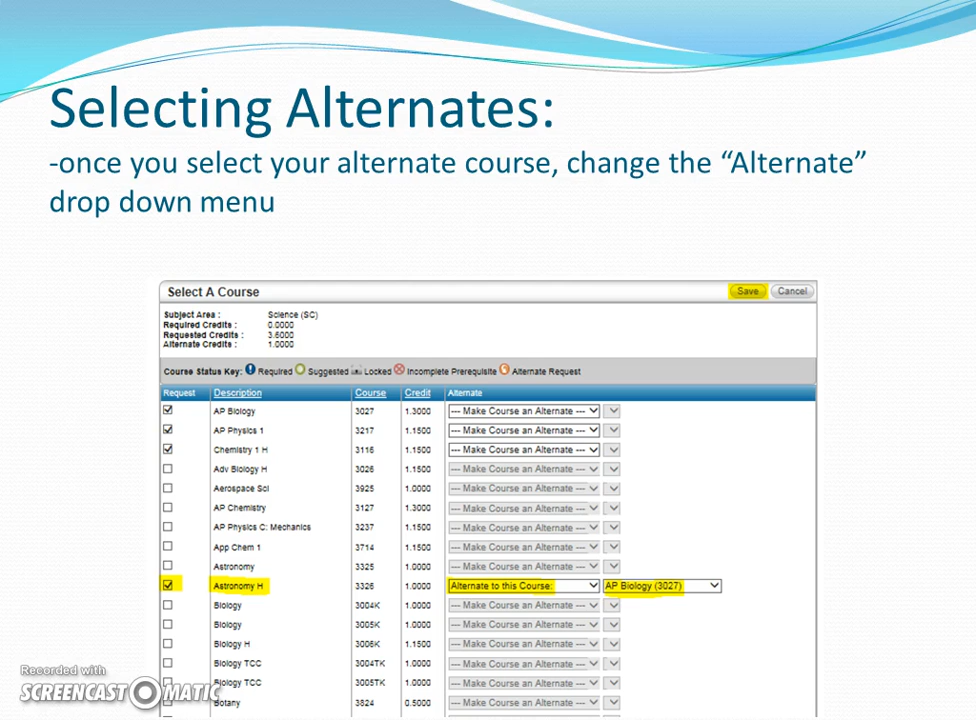 Selecting Alternates:
-once you select your alternate course, change the “Alternate”
drop down menu
Select A Course Save Cancel
Subject Area : Science (SC)
Required Credits : 0.0000
Requested Credits : 3.6000
Alternate Credits : 1.0000
Course Status Key: Required Suggested Locked Incomplete Prerequisite Alternate Request
Request Description Course Credit Alternate
AP Biology 3027 1.3000 --- Make Course an Alternate ---
AP Physics 1 3217 1.1500 --- Make Course an Alternate ---
Chemistry 1 H 3116 1.1500 --- Make Course an Alternate ---
Adv Biology H 3026 1.1500 --- Make Course an Alternate ---
Aerospace Sci 3925 1.0000 --- Make Course an Alternate ---
AP Chemistry 3127 1.3000 --- Make Course an Alternate ---
AP Physics C: Mechanics 3237 1.1500 --- Make Course an Alternate ---
App Chem 1 3714 1.1500 --- Make Course an Alternate ---
Astronomy 3325 1.0000 --- Make Course an Alternate ---
Astronomy H 3326 1.0000 Alternate to this Course: AP Biology (3027)
Biology 3004K 1.0000 --- Make Course an Alternate ---
Biology 3005K 1.0000 --- Make Course an Alternate ---
Biology H 3006K 1.1500 --- Make Course an Alternate ---
Biology TCC 3004TK 1.0000 --- Make Course an Alternate ---
Biology TCC 3005TK 1.0000 --- Make Course an Alternate ---
Botany 3824 0.5000 --- Make Course an Alternate ---
Recorded with
SCREENCAST-O-MATIC